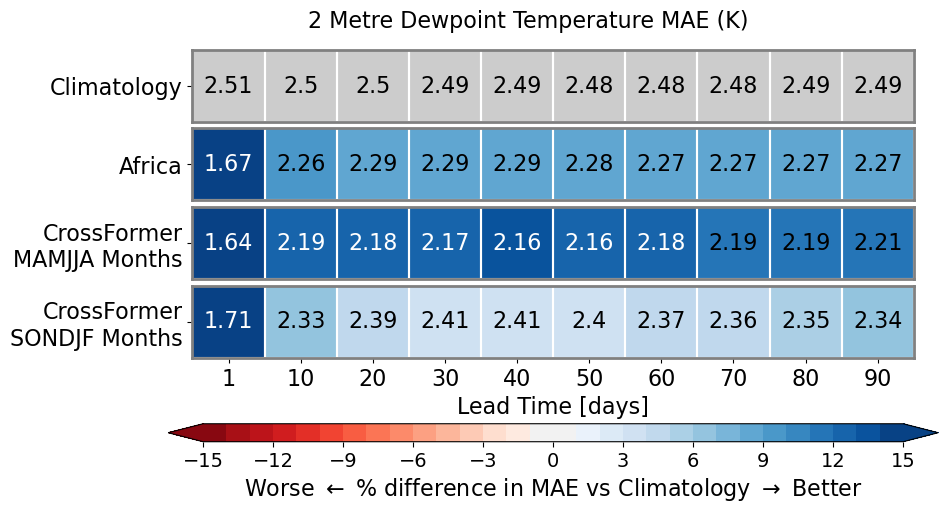 2 Metre Dewpoint Temperature MAE (K)
Climatology 2.51 2.5 2.5 2.49 2.49 2.48 2.48 2.48 2.49 2.49
Africa 1.67 2.26 2.29 2.29 2.29 2.28 2.27 2.27 2.27 2.27
CrossFormer
MAMJJA Months 1.64 2.19 2.18 2.17 2.16 2.16 2.18 2.19 2.19 2.21
CrossFormer
SONDJF Months 1.71 2.33 2.39 2.41 2.41 2.4 2.37 2.36 2.35 2.34
1 10 20 30 40 50 60 70 80 90
Lead Time [days]
−15 −12 −9 −6 −3 0 3 6 9 12 15
Worse ← % difference in MAE vs Climatology → Better